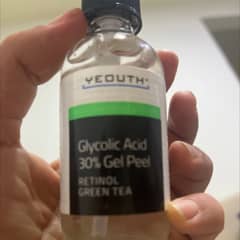 YEOUTH
Glycolic Acid
30% Gel Peel
RETINOL
GREEN TEA